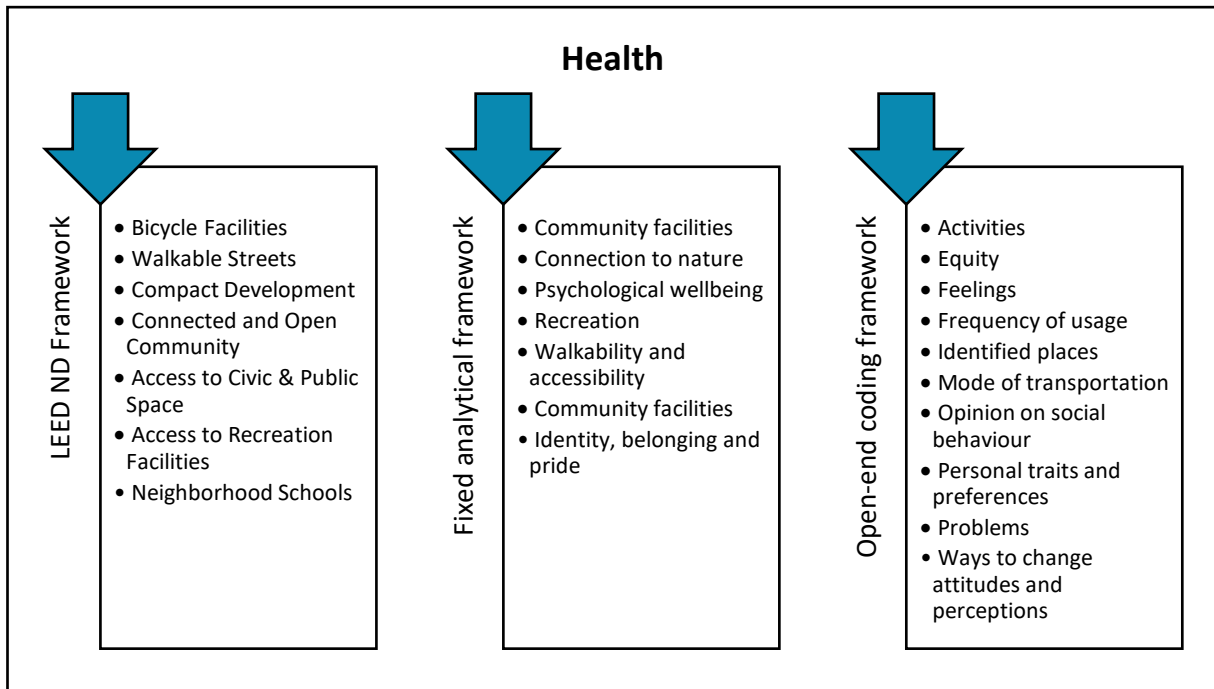 Health
LEED ND Framework
• Bicycle Facilities
• Walkable Streets
• Compact Development
• Connected and Open
Community
• Access to Civic & Public
Space
• Access to Recreation
Facilities
• Neighborhood Schools
Fixed analytical framework
• Community facilities
• Connection to nature
• Psychological wellbeing
• Recreation
• Walkability and
accessibility
• Community facilities
• Identity, belonging and
pride
Open-end coding framework
• Activities
• Equity
• Feelings
• Frequency of usage
• Identified places
• Mode of transportation
• Opinion on social
behaviour
• Personal traits and
preferences
• Problems
• Ways to change
attitudes and
perceptions